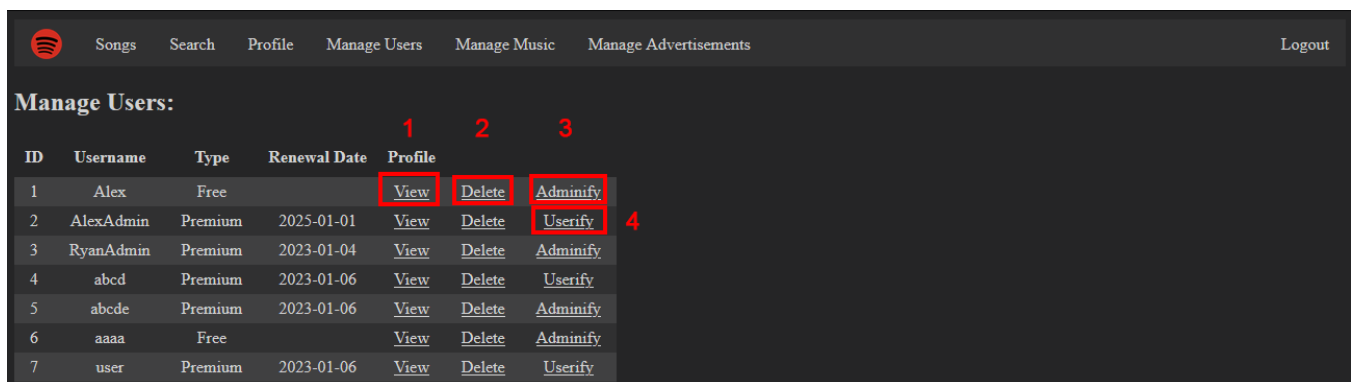 Songs Search Profile Manage Users Manage Music Manage Advertisements Logout
Manage Users:
1 2 3
ID Username Type Renewal Date Profile
1 Alex Free View Delete Adminify
2 AlexAdmin Premium 2025-01-01 View Delete Userify 4
3 RyanAdmin Premium 2023-01-04 View Delete Adminify
4 abcd Premium 2023-01-06 View Delete Userify
5 abcde Premium 2023-01-06 View Delete Adminify
6 aaaa Free View Delete Adminify
7 user Premium 2023-01-06 View Delete Userify